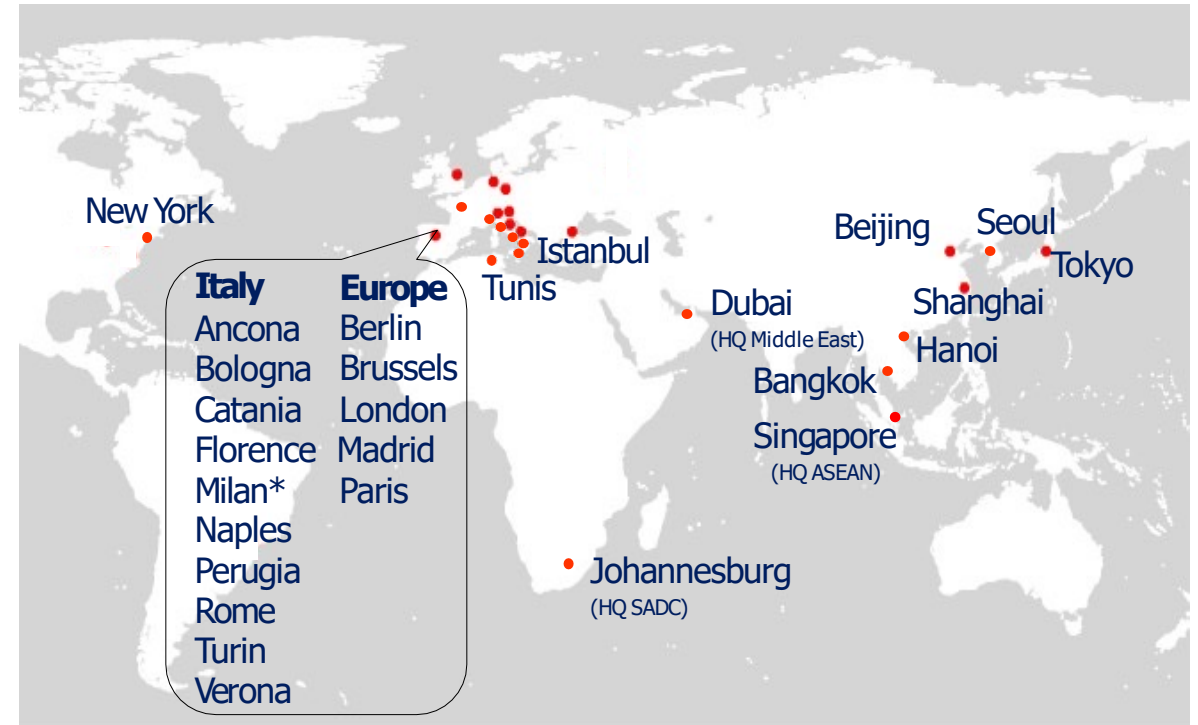 New York
Italy
Ancona
Bologna
Catania
Florence
Milan*
Naples
Perugia
Rome
Turin
Verona
Europe
Berlin
Brussels
London
Madrid
Paris
Istanbul
Tunis
Dubai
(HQ Middle East)
Beijing
Seoul
Tokyo
Shanghai
Hanoi
Bangkok
Singapore
(HQ ASEAN)
Johannesburg
(HQ SADC)